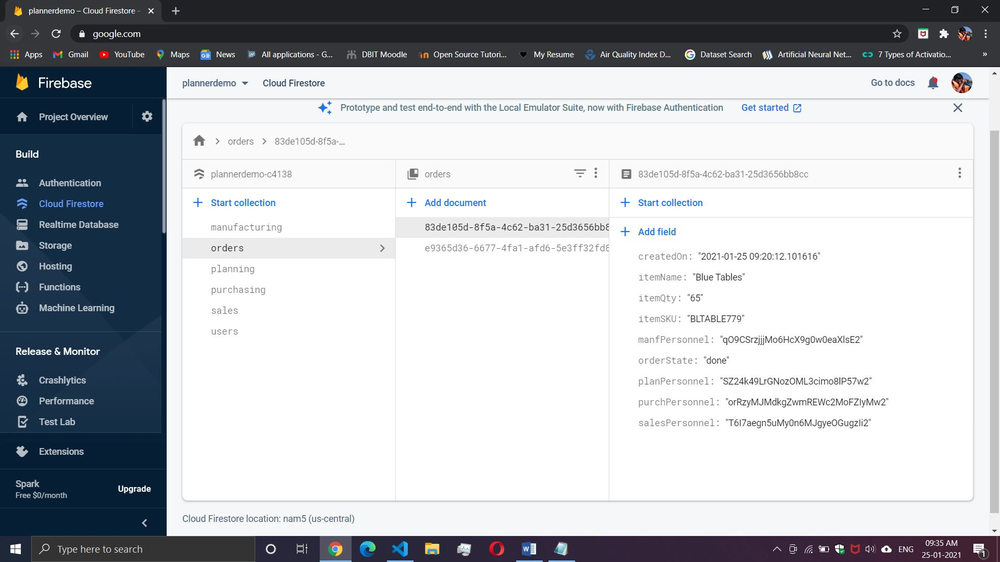 plannerdemo – Cloud Firestore –
google.com
Apps
Gmail
YouTube
Maps
News
All applications - G...
DBIT Moodle
Open Source Tutori...
My Resume
Air Quality Index D...
Dataset Search
Artificial Neural Net...
7 Types of Activatio...
»
Firebase
Project Overview
Build
Authentication
Cloud Firestore
Realtime Database
Storage
Hosting
Functions
Machine Learning
Release & Monitor
Crashlytics
Performance
Test Lab
Extensions
Spark
Free $0/month
Upgrade
plannerdemo
Cloud Firestore
Go to docs
Prototype and test end-to-end with the Local Emulator Suite, now with Firebase Authentication
Get started
orders
83de105d-8f5a-...
plannerdemo-c4138
Start collection
manufacturing
orders
planning
purchasing
sales
users
orders
Add document
83de105d-8f5a-4c62-ba31-25d3656bb8
e9365d36-6677-4fa1-afd6-5e3ff32fd8
83de105d-8f5a-4c62-ba31-25d3656bb8cc
Start collection
Add field
createdOn: "2021-01-25 09:20:12.101616"
itemName: "Blue Tables"
itemQty: "65"
itemSKU: "BLTABLE779"
manfPersonnel: "qO9CSrzjjjMo6HcX9g0w0eaXlsE2"
orderState: "done"
planPersonnel: "SZ24k49LrGNozOML3cimo8lP57w2"
purchPersonnel: "orRzyMJMdkgZwmREWc2MoFZIyMw2"
salesPersonnel: "T6I7aegn5uMy0n6MJgyeOGugzIi2"
Cloud Firestore location: nam5 (us-central)
Type here to search
ENG
09:35 AM
25-01-2021
1